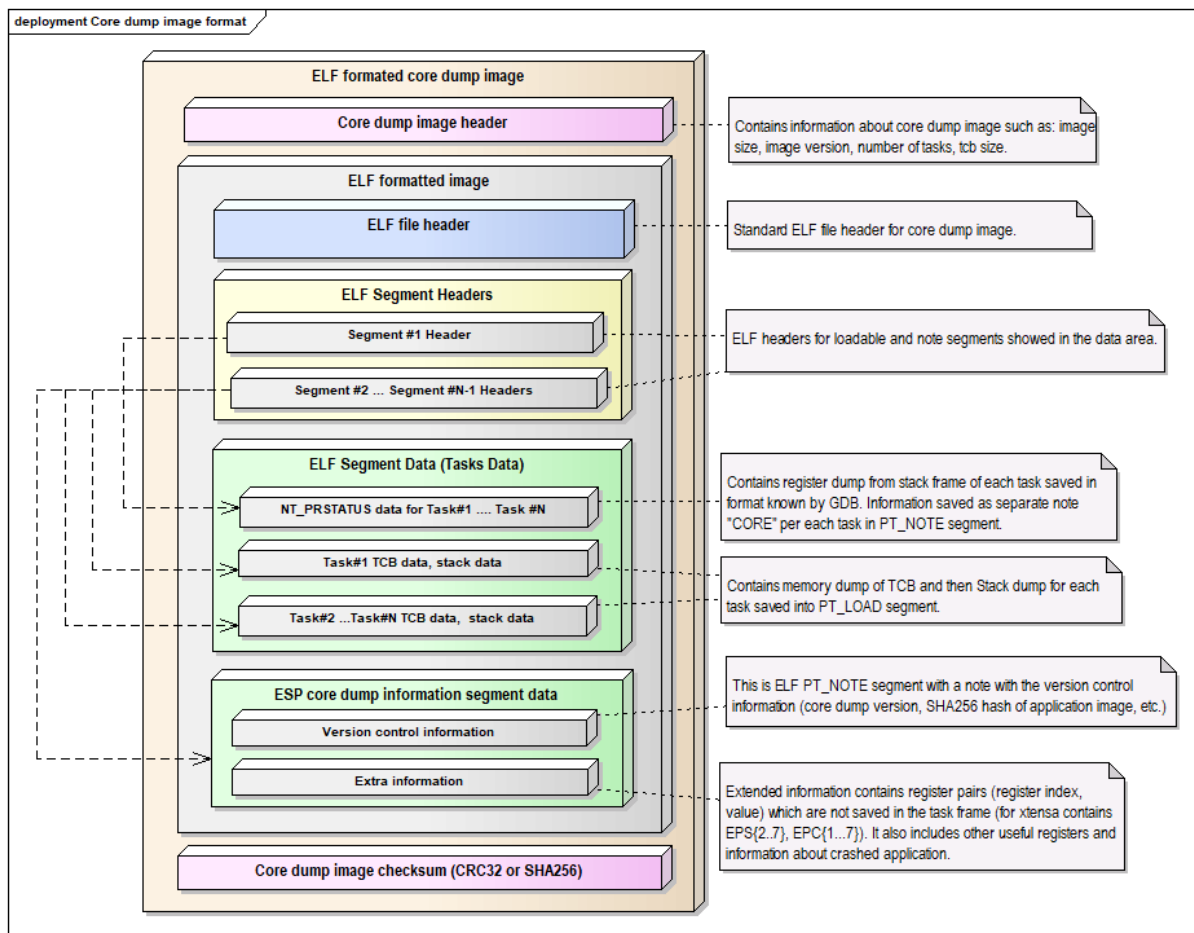 deployment Core dump image format
ELF formated core dump image
Core dump image header
Contains information about core dump image such as: image
size, image version, number of tasks, tcb size.
ELF formatted image
ELF file header
Standard ELF file header for core dump image.
ELF Segment Headers
Segment #1 Header
ELF headers for loadable and note segments showed in the data area.
Segment #2 ... Segment #N-1 Headers
ELF Segment Data (Tasks Data)
NT_PRSTATUS data for Task#1 .... Task #N
Contains register dump from stack frame of each task saved in
format known by GDB. Information saved as separate note
"CORE" per each task in PT_NOTE segment.
Task#1 TCB data, stack data
Contains memory dump of TCB and then Stack dump for each
task saved into PT_LOAD segment.
Task#2 ...Task#N TCB data, stack data
ESP core dump information segment data
Version control information
This is ELF PT_NOTE segment with a note with the version control
information (core dump version, SHA256 hash of application image, etc.)
Extra information
Extended information contains register pairs (register index,
value) which are not saved in the task frame (for xtensa contains
EPS{2..7}, EPC{1...7}). It also includes other useful registers and
information about crashed application.
Core dump image checksum (CRC32 or SHA256)